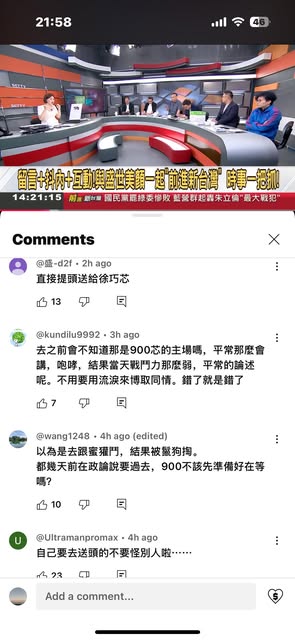 21:58
46
留言+抖內+互動!與盛世美顏一起"前進新台灣" 時事一把抓!
14:21:15 國民黨罷綠委慘敗 藍營群起轟朱立倫"最大戰犯"
Comments
@盛-d2f • 2h ago
直接提頭送給徐巧芯
13
@kundilu9992 • 3h ago
去之前會不知道那是900芯的主場嗎，平常那麼會
講，咆哮，結果當天戰鬥力那麼弱，平常的論述
呢。不用要用流淚來博取同情。錯了就是錯了
7
@wang1248 • 4h ago (edited)
以為是去跟蜜獾鬥，結果被鬣狗掏。
都幾天前在政論說要過去，900不該先準備好在等
嗎?
10
U
@Ultramanpromax • 4h ago
自己要去送頭的不要怪別人啦⋯⋯
23
Add a comment...